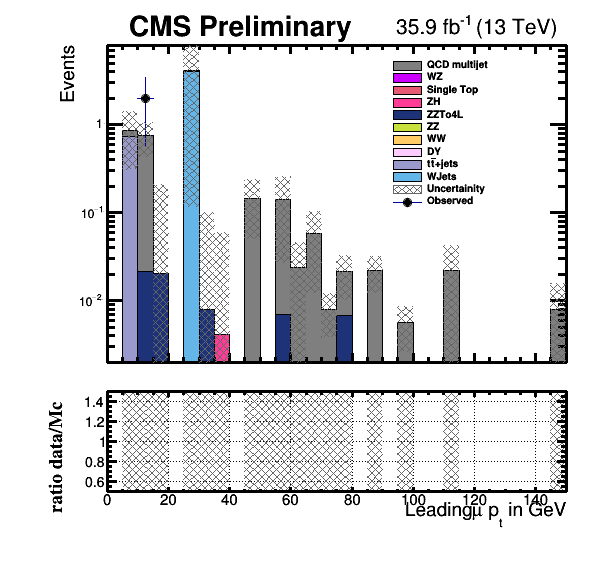 CMS Preliminary
35.9 fb⁻¹ (13 TeV)
Events
QCD multijet
WZ
Single Top
ZH
ZZTo4L
ZZ
WW
DY
tt̄+jets
WJets
Uncertainity
Observed
1
10⁻¹
10⁻²
ratio data/Mc
1.4
1.2
1
0.8
0.6
0 20 40 60 80 100 120 140
Leadingμ pₜ in GeV